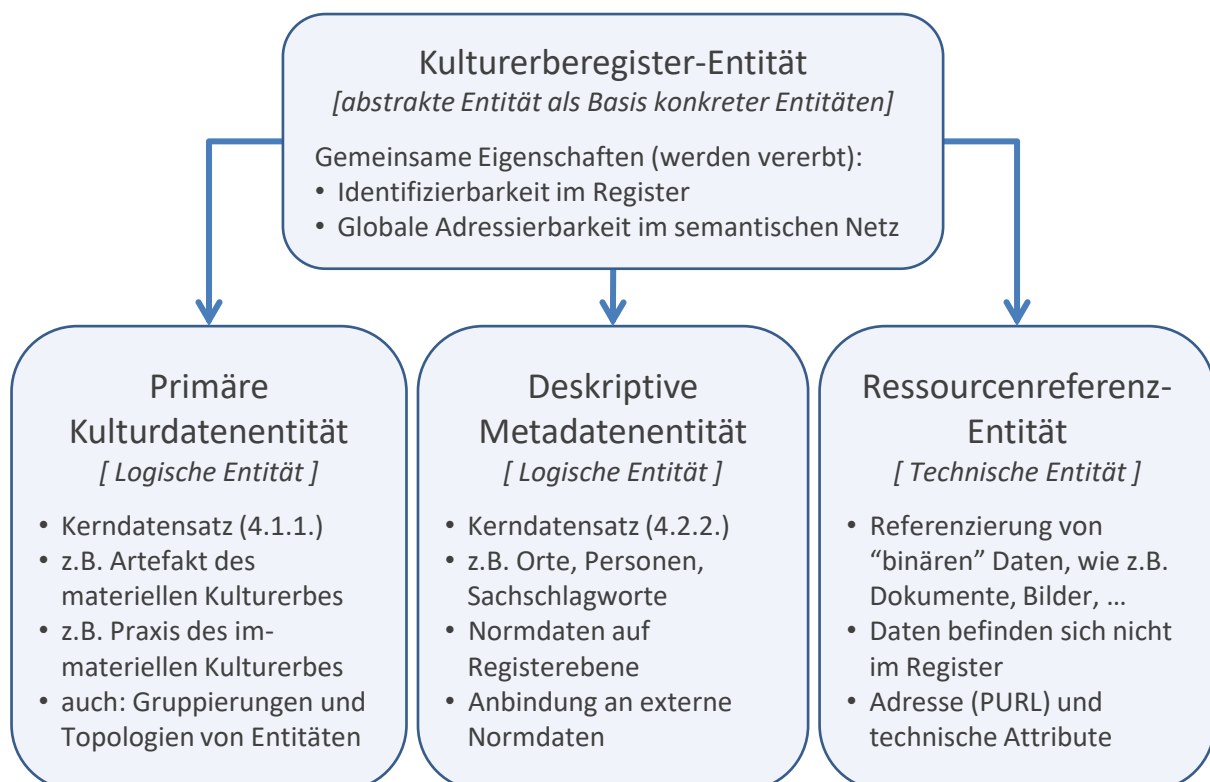 Kulturerberegister-Entität
[abstrakte Entität als Basis konkreter Entitäten]
Gemeinsame Eigenschaften (werden vererbt):
• Identifizierbarkeit im Register
• Globale Adressierbarkeit im semantischen Netz
Primäre
Kulturdatenentität
[ Logische Entität ]
• Kerndatensatz (4.1.1.)
• z.B. Artefakt des
materiellen Kulturerbes
• z.B. Praxis des im-
materiellen Kulturerbes
• auch: Gruppierungen und
Topologien von Entitäten
Deskriptive
Metadatenentität
[ Logische Entität ]
• Kerndatensatz (4.2.2.)
• z.B. Orte, Personen,
Sachschlagworte
• Normdaten auf
Registerebene
• Anbindung an externe
Normdaten
Ressourcenreferenz-
Entität
[ Technische Entität ]
• Referenzierung von
“binären” Daten, wie z.B.
Dokumente, Bilder, …
• Daten befinden sich nicht
im Register
• Adresse (PURL) und
technische Attribute